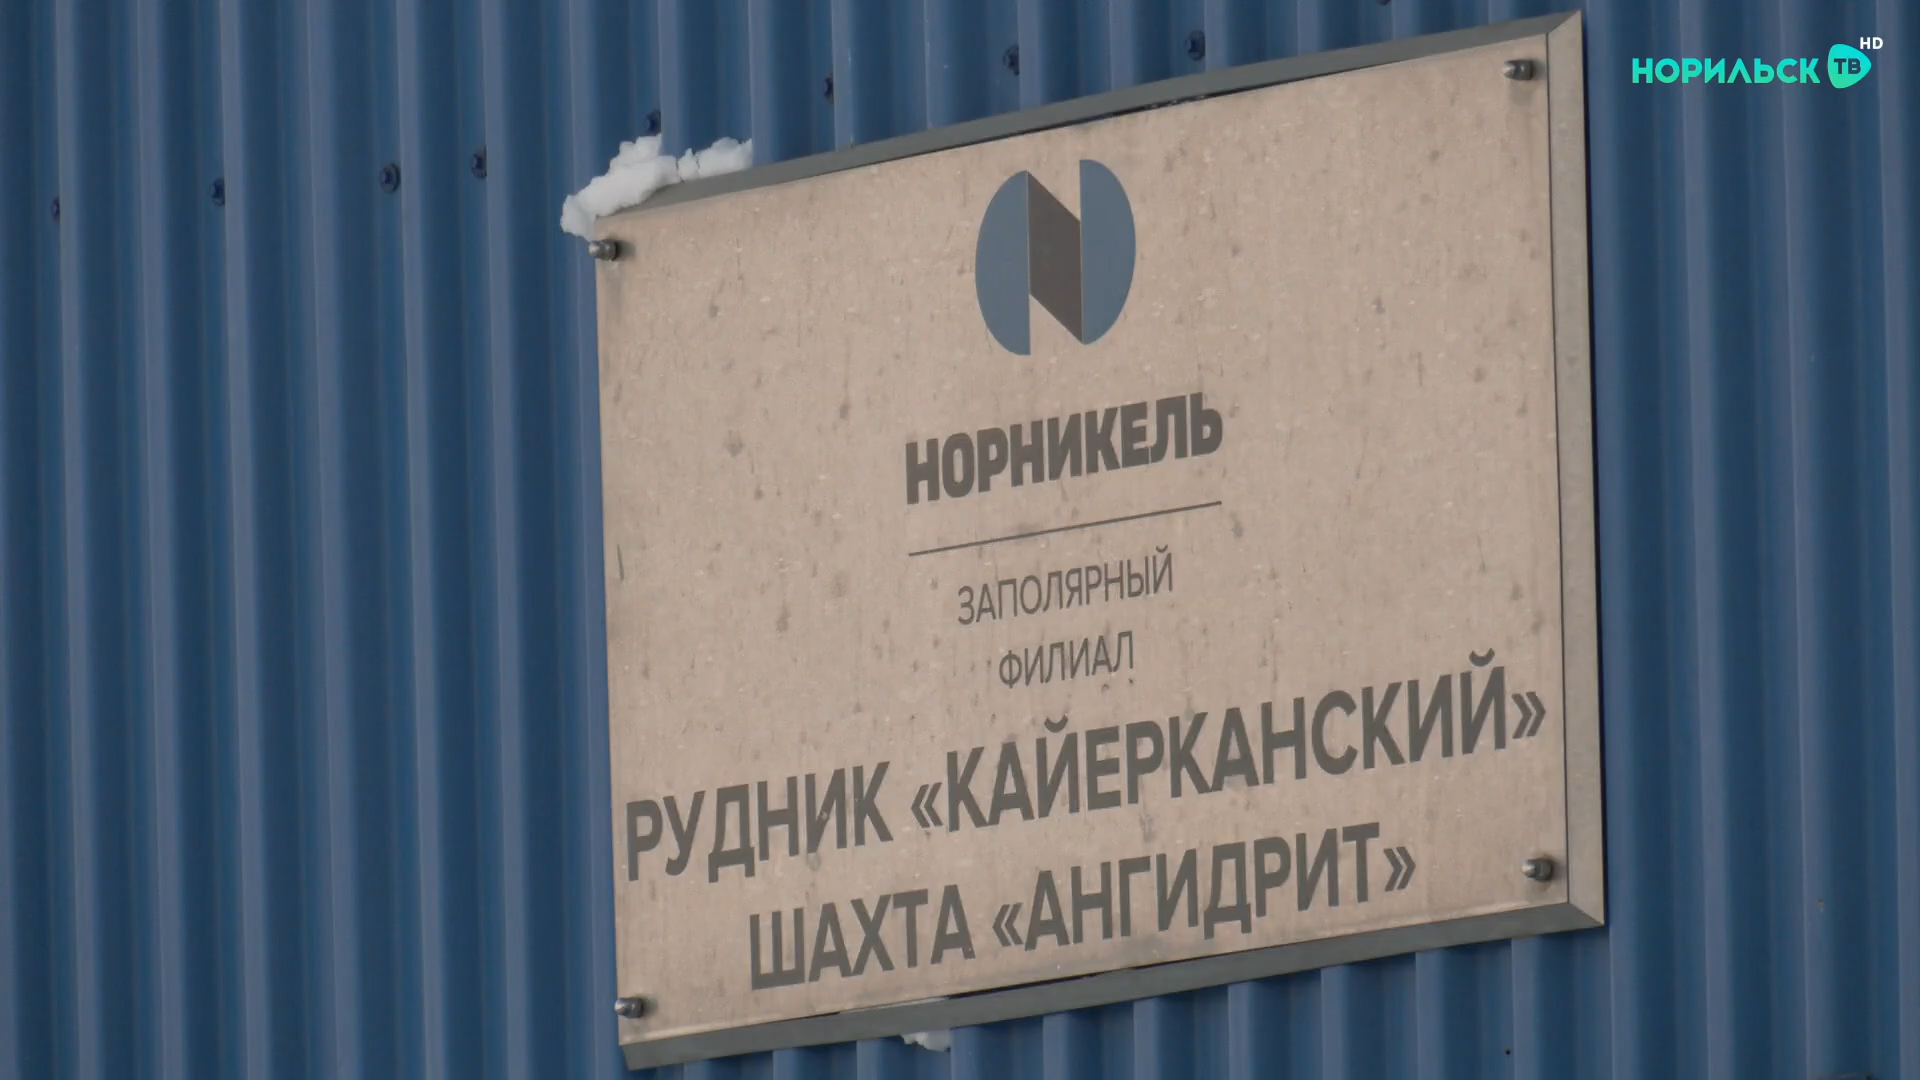 НОРИЛЬСК ТВ HD
НОРНИКЕЛЬ
ЗАПОЛЯРНЫЙ
ФИЛИАЛ
РУДНИК «КАЙЕРКАНСКИЙ»
ШАХТА «АНГИДРИТ»